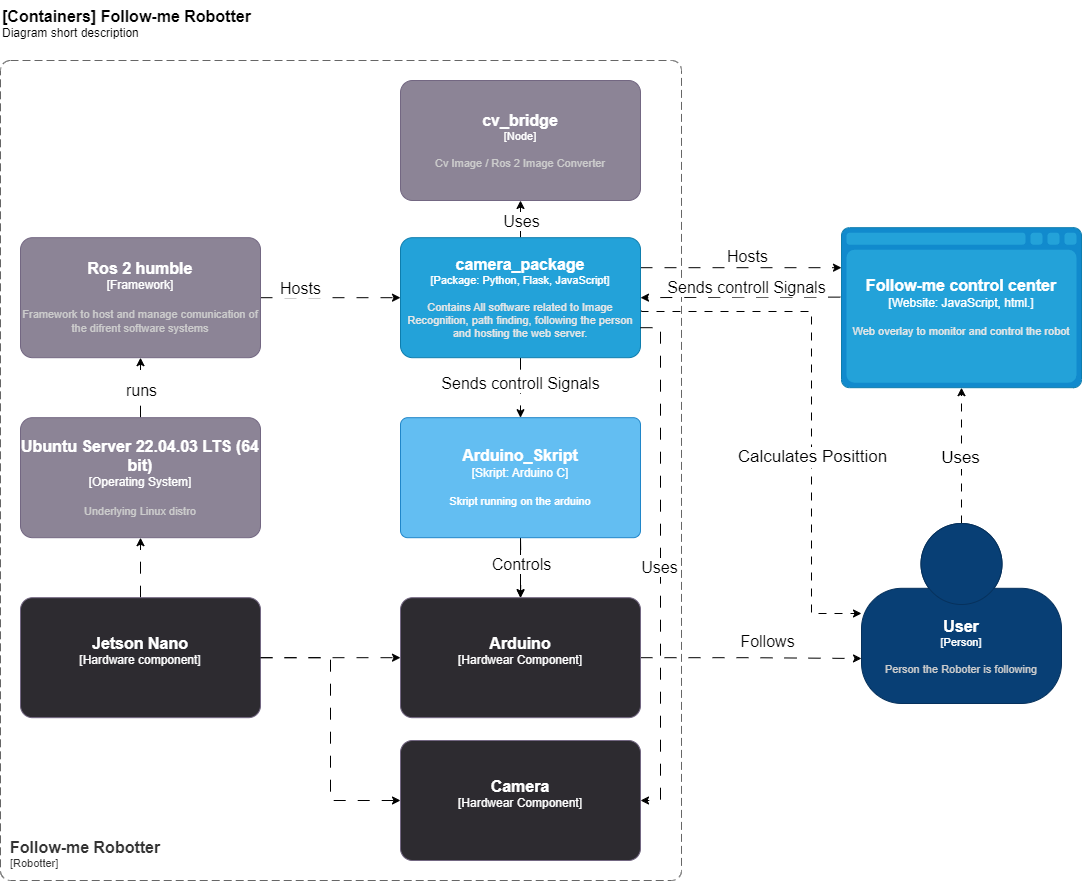 [Containers] Follow-me Robotter
Diagram short description
cv_bridge
[Node]
Cv Image / Ros 2 Image Converter
Uses
Ros 2 humble
[Framework]
Framework to host and manage comunication of
the difrent software systems
Hosts
camera_package
[Package: Python, Flask, JavaScript]
Contains All software related to Image
Recognition, path finding, following the person
and hosting the web server.
Hosts
Sends controll Signals
Follow-me control center
[Website: JavaScript, html.]
Web overlay to monitor and control the robot
runs
Sends controll Signals
Ubuntu Server 22.04.03 LTS (64
bit)
[Operating System]
Underlying Linux distro
Arduino_Skript
[Skript: Arduino C]
Skript running on the arduino
Calculates Posittion
Uses
Controls
Uses
Jetson Nano
[Hardware component]
Arduino
[Hardwear Component]
Follows
User
[Person]
Person the Roboter is following
Camera
[Hardwear Component]
Follow-me Robotter
[Robotter]